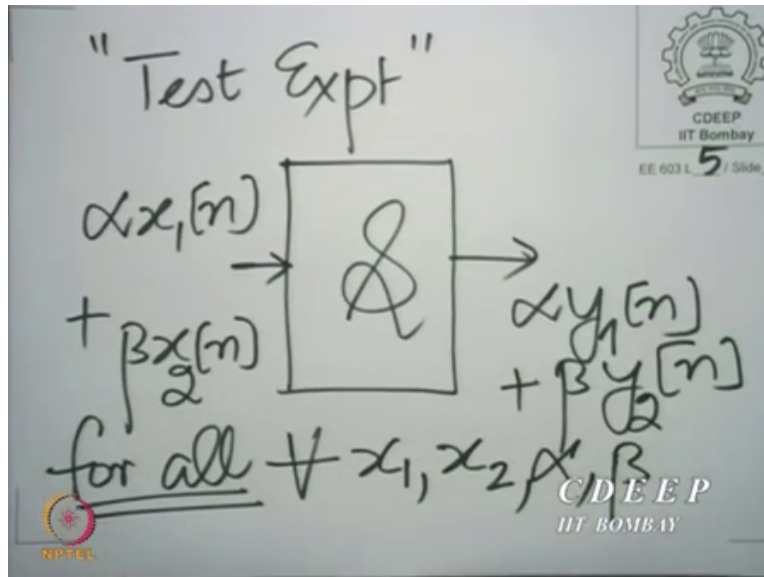 "Test Expt"
CDEEP
IIT Bombay
EE 603 L 5 / Slide
αx₁[n]
+ βx₂[n]
𝒮
αy₁[n]
+ βy₂[n]
for all ∀ x₁, x₂, α, β
CDEEP
IIT BOMBAY
NPTEL